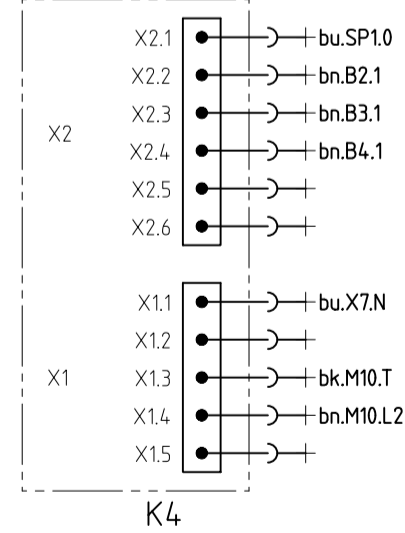 X2.1 bu.SP1.0
X2.2 bn.B2.1
X2.3 bn.B3.1
X2
X2.4 bn.B4.1
X2.5
X2.6
X1.1 bu.X7.N
X1.2
X1 X1.3 bk.M10.T
X1.4 bn.M10.L2
X1.5
K4